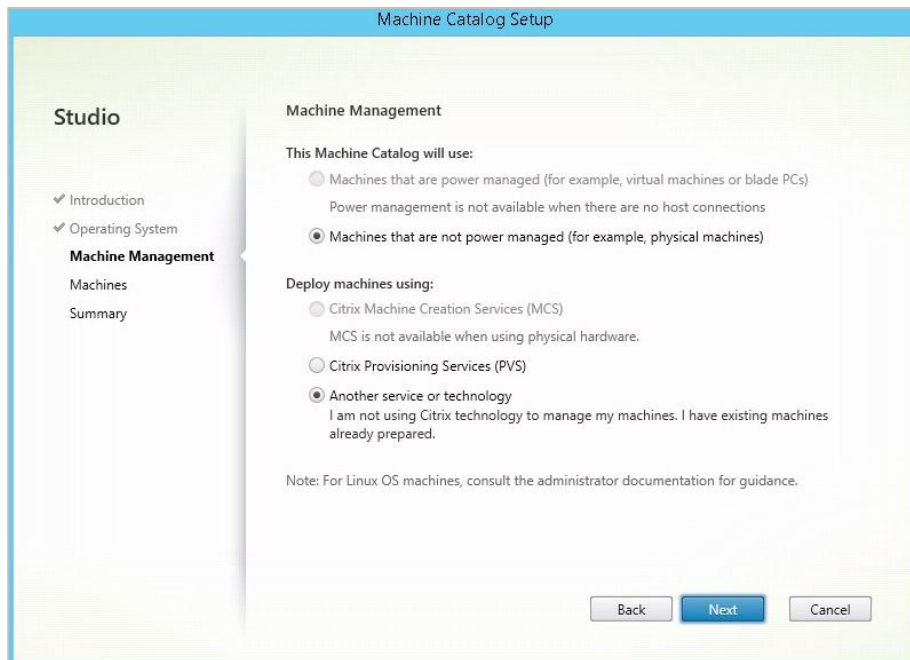 Machine Catalog Setup
Studio
Introduction
Operating System
Machine Management
Machines
Summary
Machine Management
This Machine Catalog will use:
Machines that are power managed (for example, virtual machines or blade PCs)
Power management is not available when there are no host connections
Machines that are not power managed (for example, physical machines)
Deploy machines using:
Citrix Machine Creation Services (MCS)
MCS is not available when using physical hardware.
Citrix Provisioning Services (PVS)
Another service or technology
I am not using Citrix technology to manage my machines. I have existing machines
already prepared.
Note: For Linux OS machines, consult the administrator documentation for guidance.
Back
Next
Cancel